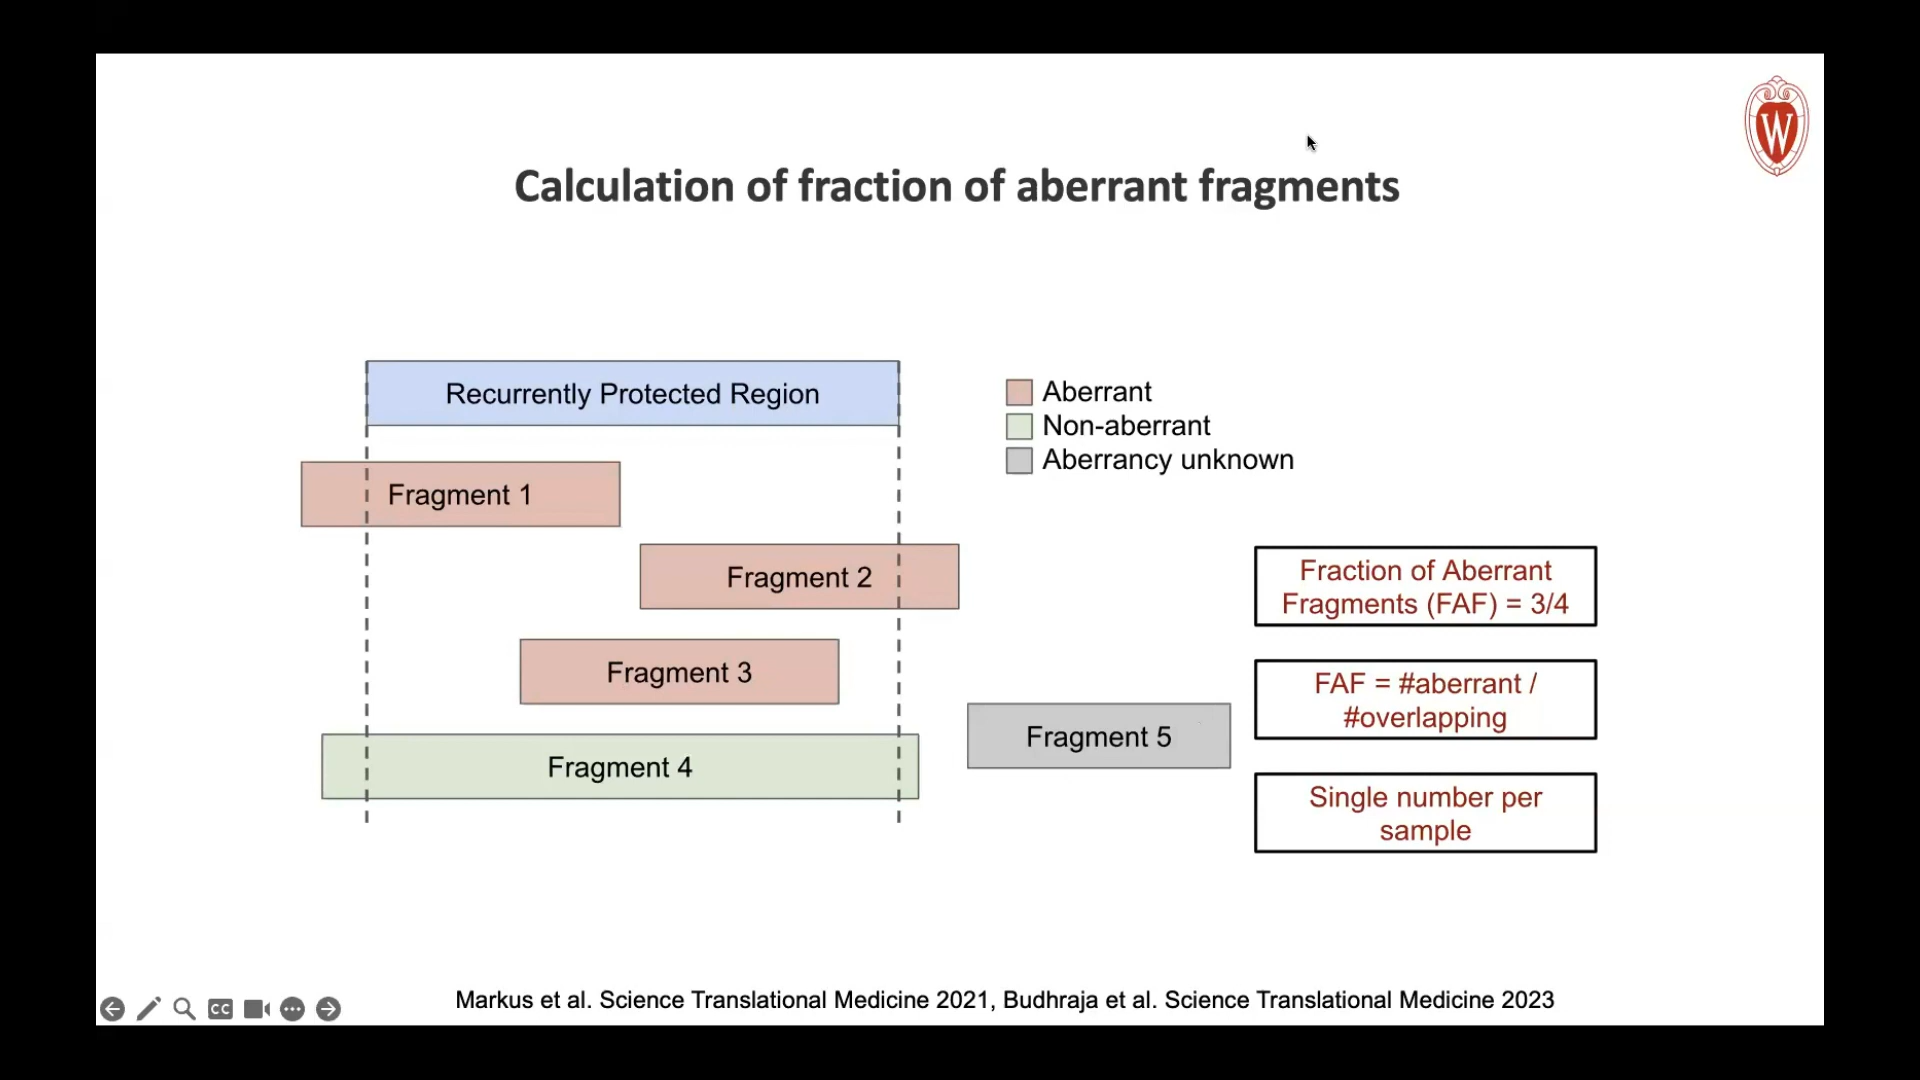 W
Calculation of fraction of aberrant fragments
Recurrently Protected Region
Aberrant
Non-aberrant
Aberrancy unknown
Fragment 1
Fragment 2
Fragment 3
Fragment 4
Fragment 5
Fraction of Aberrant
Fragments (FAF) = 3/4
FAF = #aberrant /
#overlapping
Single number per
sample
CC
Markus et al. Science Translational Medicine 2021, Budhraja et al. Science Translational Medicine 2023